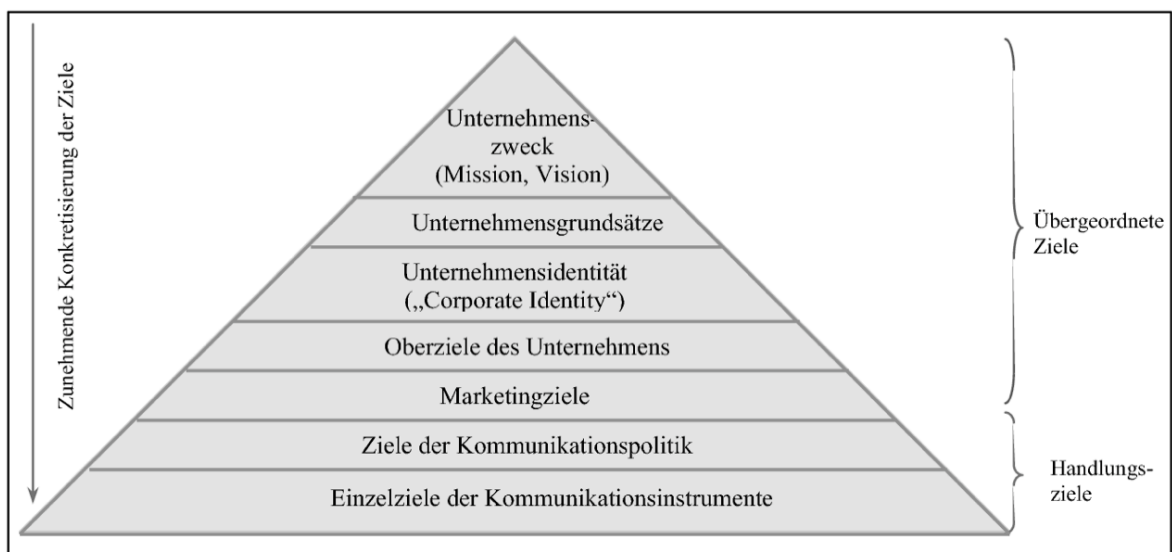 Zunehmende Konkretisierung der Ziele
Unternehmens-
zweck
(Mission, Vision)
Unternehmensgrundsätze
Unternehmensidentität
(„Corporate Identity“)
Oberziele des Unternehmens
Marketingziele
Ziele der Kommunikationspolitik
Einzelziele der Kommunikationsinstrumente
Übergeordnete
Ziele
Handlungs-
ziele